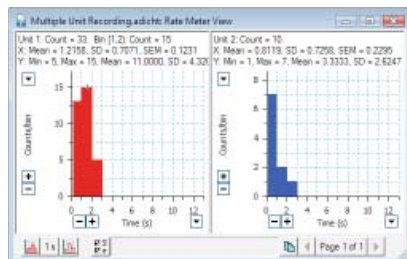 Multiple Unit Recording.adicht: Rate Meter View
Unit 1: Count = 33, Bin [1,2): Count = 15
X: Mean = 1.2158, SD = 0.7071, SEM = 0.1231
Y: Min = 5, Max = 15, Mean = 11.0000, SD = 4.320
Unit 2: Count = 10,
X: Mean = 0.8119, SD = 0.7258, SEM = 0.2295
Y: Min = 1, Max = 7, Mean = 3.3333, SD = 2.6247
Counts/bin
15
10
5
0
0 2 4 6 8 10 12
Time (s)
Counts/bin
8
6
4
2
0
0 2 4 6 8 10 12
Time (s)
1 s
Page 1 of 1